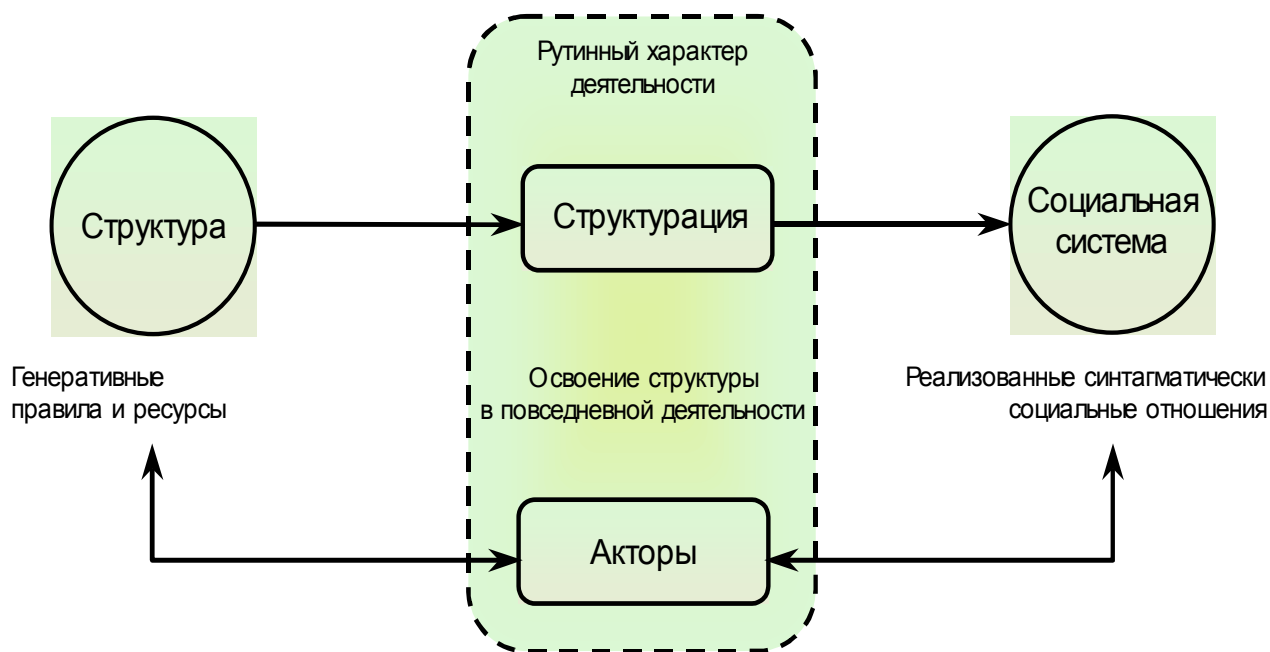 Рутинный характер
деятельности
Структура
Структурация
Социальная
система
Генеративные
правила и ресурсы
Освоение структуры
в повседневной деятельности
Реализованные синтагматически
социальные отношения
Акторы